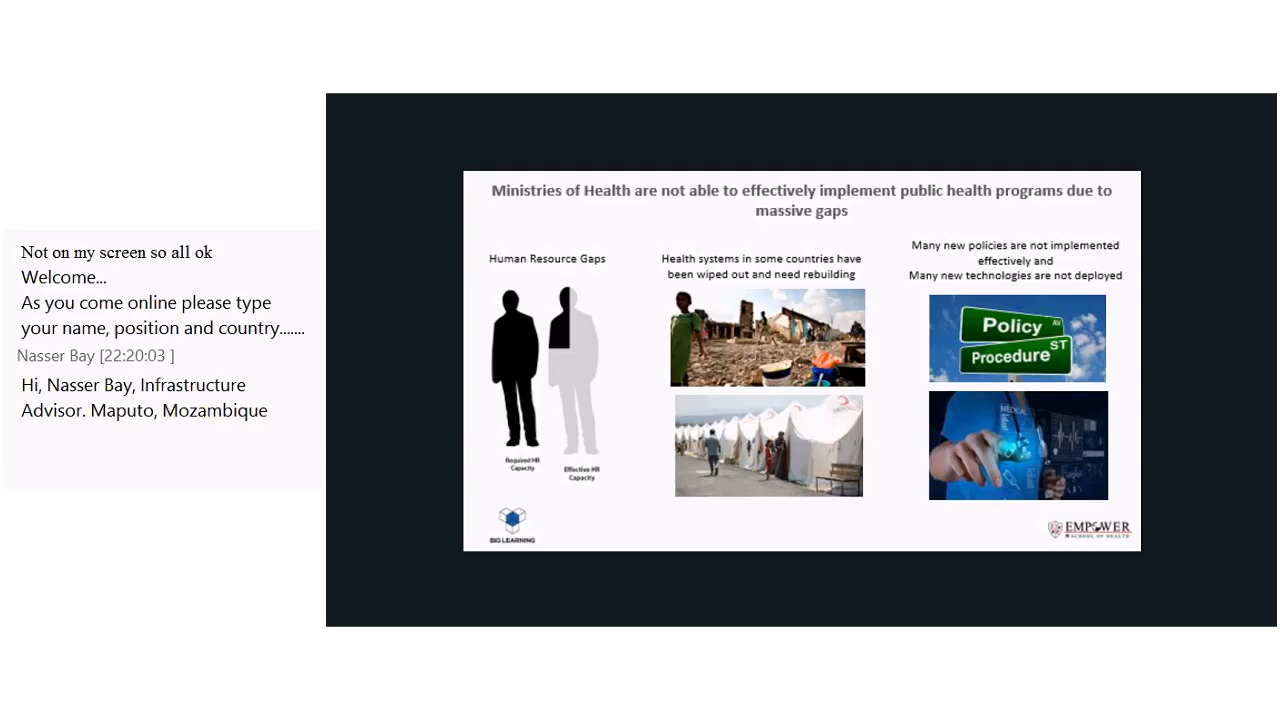 Not on my screen so all ok
Welcome...
As you come online please type
your name, position and country.......
Nasser Bay [22:20:03 ]
Hi, Nasser Bay, Infrastructure
Advisor. Maputo, Mozambique
Ministries of Health are not able to effectively implement public health programs due to
massive gaps
Human Resource Gaps
Required HR
Capacity
Effective HR
Capacity
Health systems in some countries have
been wiped out and need rebuilding
Many new policies are not implemented
effectively and
Many new technologies are not deployed
Policy AV
ST
Procedure
MEDICAL
BIG LEARNING
EMPOWER
SCHOOL OF HEALTH